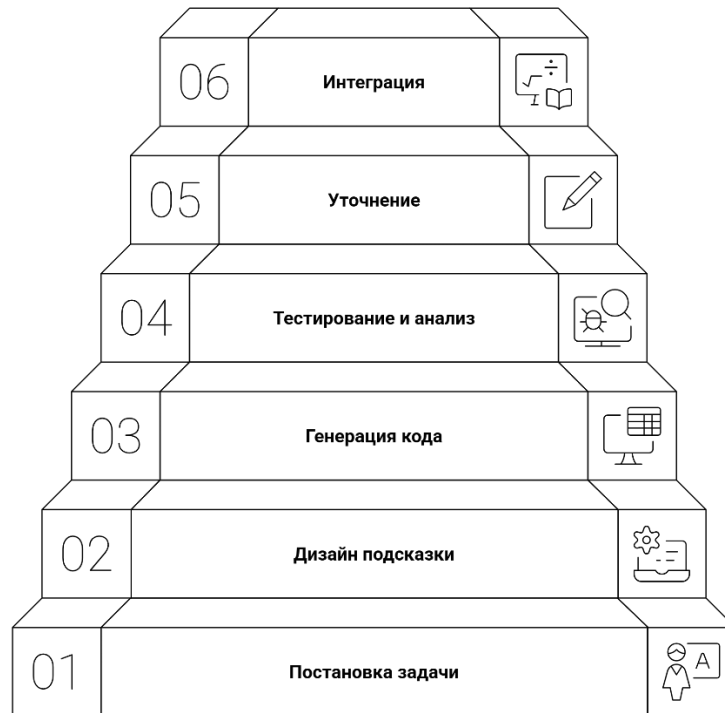 06
Интеграция
05
Уточнение
04
Тестирование и анализ
03
Генерация кода
02
Дизайн подсказки
01
Постановка задачи
A